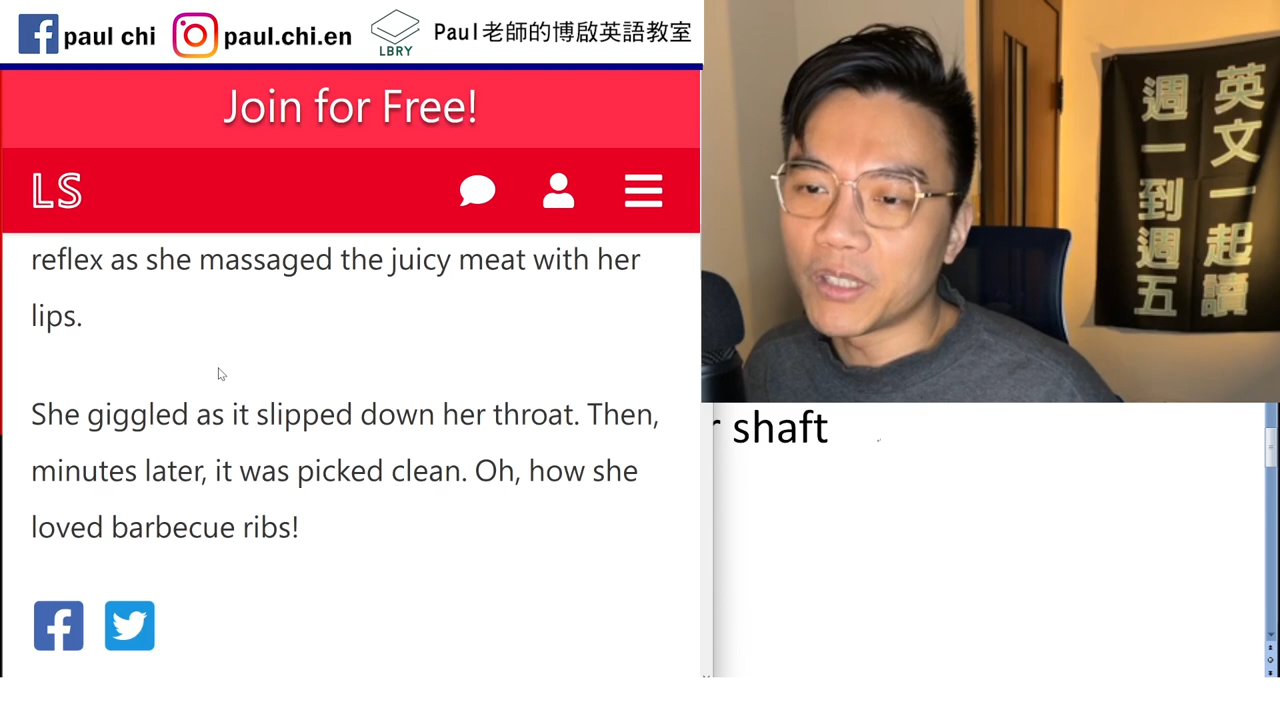 paul chi
paul.chi.en
LBRY
Paul老師的博啟英語教室
Join for Free!
LS
reflex as she massaged the juicy meat with her
lips.
She giggled as it slipped down her throat. Then,
minutes later, it was picked clean. Oh, how she
loved barbecue ribs!
shaft
英文一起讀
週一到週五